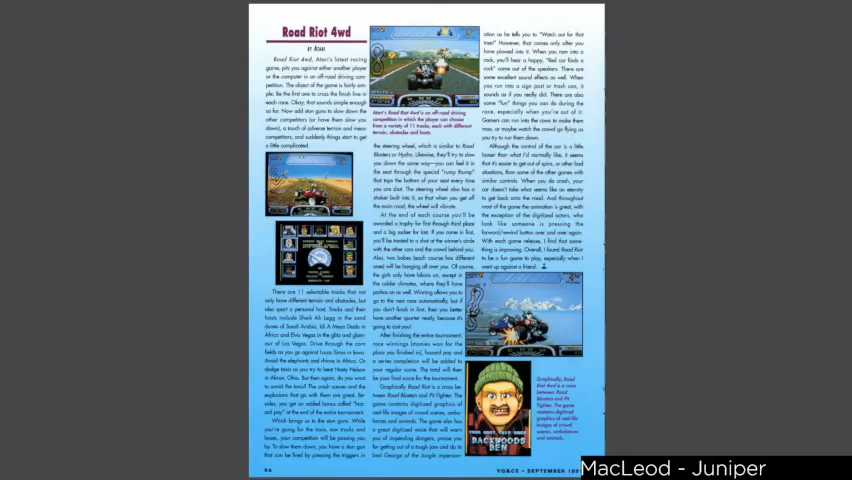 Road Riot 4wd
BY ATARI
Road Riot 4wd, Atari's latest racing
game, pits you against either another player
or the computer in an off-road driving com-
petition. The object of the game is fairly sim-
ple. Be the first one to cross the finish line in
each race. Okay, that sounds simple enough
so far. Now add stun guns to slow down the
other competitors (or have them slow you
down), a touch of adverse terrain and mean
competitors, and suddenly things start to get
a little complicated.
There are 11 selectable tracks that not
only have different terrain and obstacles, but
also sport a personal host. Tracks and their
hosts include Sheik Ali Legg in the sand
dunes of Saudi Arabia, Idi A Mean Dada in
Africa and Elvis Vegas in the glitz and glam-
our of Las Vegas. Drive through the corn
fields as you go against Lucas Sinus in Iowa.
Avoid the elephants and rhinos in Africa. Or
dodge taxis as you try to beat Nasty Nelson
in Akron, Ohio. But then again, do you want
to avoid the taxis? The crash scenes and the
explosions that go with them are great. Be-
sides, you get an added bonus called "haz-
ard pay" at the end of the entire tournament.
Which brings us to the stun guns. While
you're going for the taxis, tow trucks and
buses, your competition will be passing you
by. To slow them down, you have a stun gun
that can be fired by pressing the triggers in
Atari's Road Riot 4wd is an off-road driving
competition in which the player can choose
from a variety of 11 tracks, each with different
terrain, obstacles and hosts.
the steering wheel, which is similar to Road
Blasters or Hydra. Likewise, they'll try to slow
you down the same way—you can feel it in
the seat through the special "rump thump"
that taps the bottom of your seat every time
you are shot. The steering wheel also has a
shaker built into it, so that when you get off
the main road, the wheel will vibrate.
At the end of each course you'll be
awarded a trophy for first through third place
and a big sucker for last. If you came in first,
you'll be treated to a shot at the winner's circle
with the other cars and the crowd behind you.
Also, two babes (each course has different
ones) will be hanging all over you. Of course,
the girls only have bikinis on, except in
the colder climates, where they'll have
parkas on as well. Winning allows you to
go to the next race automatically, but if
you don't finish in first, then you better
have another quarter ready, because it's
going to cost you!
After finishing the entire tournament,
race winnings (monies won for the
place you finished in), hazard pay and
a series completion will be added to
your regular score. The total will then
be your final score for the tournament.
Graphically Road Riot is a cross be-
tween Road Blasters and Pit Fighter. The
game contains digitized graphics of
real-life images of crowd scenes, ambu-
lances and animals. The game also has
a great digitized voice that will warn
you of impending dangers, praise you
for getting out of a tough jam and do its
best George of the Jungle imperson-
ation as he tells you to "Watch out for that
tree!" However, that comes only after you
have plowed into it. When you ram into a
rock, you'll hear a happy, "Red car finds a
rock" come out of the speakers. There are
some excellent sound effects as well. When
you run into a sign post or trash can, it
sounds as if you really did. There are also
some "fun" things you can do during the
race, especially when you're out of it.
Gamers can run into the cows to make them
moo, or maybe watch the crowd go flying as
you try to run them down.
Although the control of the car is a little
looser than what I'd normally like, it seems
that it's easier to get out of spins, or other bad
situations, than some of the other games with
similar controls. When you do crash, your
car doesn't take what seems like an eternity
to get back onto the road. And throughout
most of the game the animation is great, with
the exception of the digitized actors, who
look like someone is pressing the
forward/rewind button over and over again.
With each game release, I find that some-
thing is improving. Overall, I found Road Riot
to be a fun game to play, especially when I
went up against a friend.
BACKWOODS
BEN
Graphically, Road
Riot 4wd is a cross
between Road
Blasters and Pit
Fighter. The game
contains digitized
graphics of real-life
images of crowd
scenes, ambulances
and animals.
64
VG&CE • SEPTEMBER 199
MacLeod - Juniper